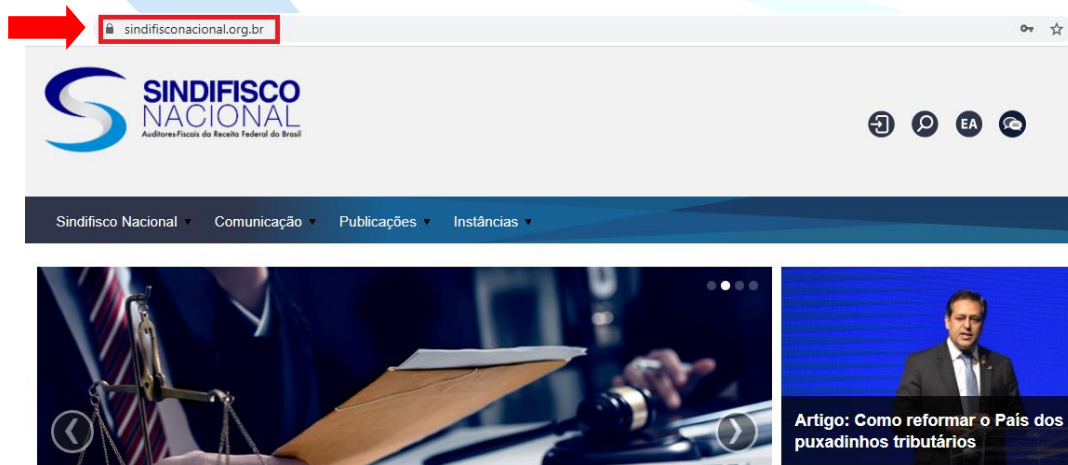 sindifisconacional.org.br
SINDIFISCO
NACIONAL
Auditores-Fiscais da Receita Federal do Brasil
EA
Sindifisco Nacional
Comunicação
Publicações
Instâncias
Artigo: Como reformar o País dos
puxadinhos tributários